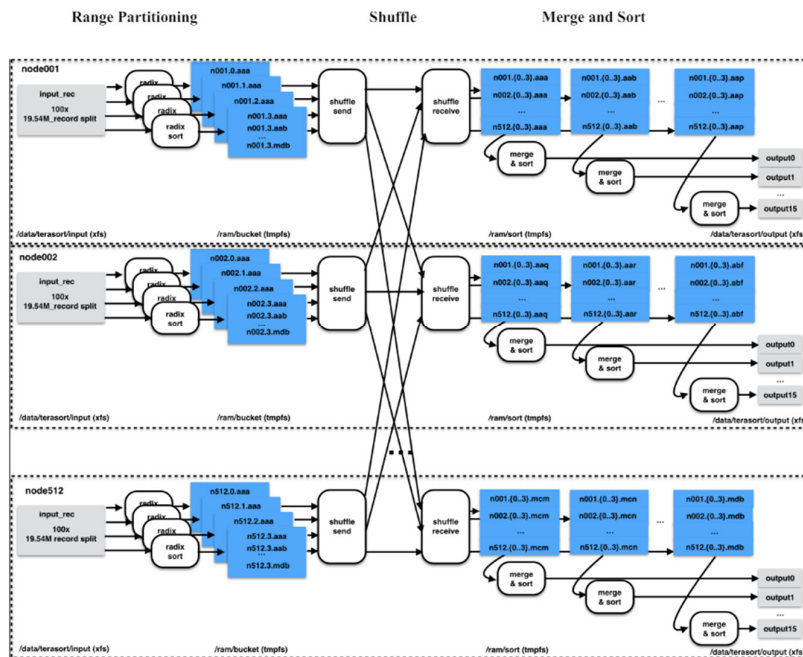 Range Partitioning
Shuffle
Merge and Sort
node001
input_rec
100x
19.54M_record split
radix
radix
radix
radix
sort
n001.0.aaa
n001.1.aaa
n001.2.aaa
n001.3.aaa
n001.3.aab
...
n001.3.mdb
shuffle
send
shuffle
receive
n001.{0..3}.aaa
n002.{0..3}.aaa
...
n512.{0..3}.aaa
n001.{0..3}.aab
n002.{0..3}.aab
...
n512.{0..3}.aab
...
n001.{0..3}.aap
n002.{0..3}.aap
...
n512.{0..3}.aap
merge
& sort
merge
& sort
merge
& sort
output0
output1
...
output15
/data/terasort/input (xfs)
/ram/bucket (tmpfs)
/ram/sort (tmpfs)
/data/terasort/output (xfs
node002
input_rec
100x
19.54M_record split
radix
radix
radix
radix
sort
n002.0.aaa
n002.1.aaa
n002.2.aaa
n002.3.aaa
n002.3.aab
...
n002.3.mdb
shuffle
send
shuffle
receive
n001.{0..3}.aaq
n002.{0..3}.aaq
...
n512.{0..3}.aaq
n001.{0..3}.aar
n002.{0..3}.aar
...
n512.{0..3}.aar
...
n001.{0..3}.abf
n002.{0..3}.abf
...
n512.{0..3}.abf
merge
& sort
merge
& sort
merge
& sort
output0
output1
...
output15
/data/terasort/input (xfs)
/ram/bucket (tmpfs)
/ram/sort (tmpfs)
/data/terasort/output (xfs
...
node512
input_rec
100x
19.54M record split
radix
radix
radix
radix
sort
n512.0.aaa
n512.1.aaa
n512.2.aaa
n512.3.aaa
n512.3.aab
...
n512.3.mdb
shuffle
send
shuffle
receive
n001.{0..3}.mcm
n002.{0..3}.mcm
...
n512.{0..3}.mcm
n001.{0..3}.mcn
n002.{0..3}.mcn
...
n512.{0..3}.mcn
...
n001.{0..3}.mdb
n002.{0..3}.mdb
...
n512.{0..3}.mdb
merge
& sort
merge
& sort
merge
& sort
output0
output1
...
output15
/data/terasort/input (xfs)
/ram/bucket (tmpfs)
/ram/sort (tmpfs)
/data/terasort/output (xfs